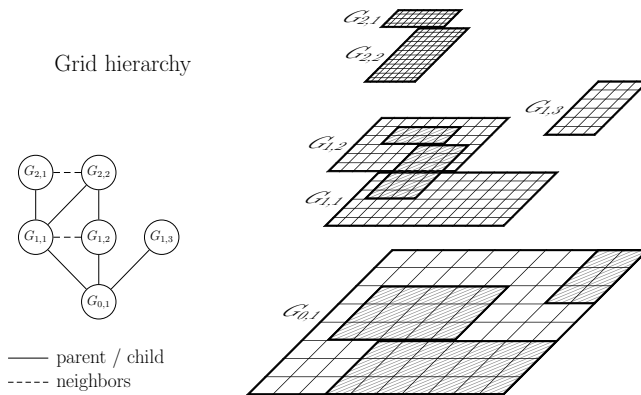 G2,1
G2,2
Grid hierarchy
G1,3
G1,2
G2,1
G2,2
G1,1
G1,1
G1,2
G1,3
G0,1
G0,1
parent / child
neighbors